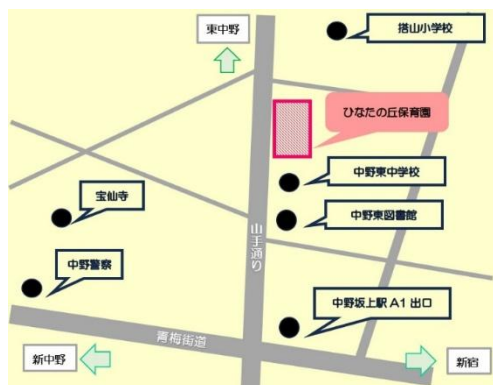 東中野
搭山小学校
ひなたの丘保育園
中野東中学校
宝仙寺
中野東図書館
山手通り
中野警察
中野坂上駅 A1 出口
青梅街道
新中野
新宿